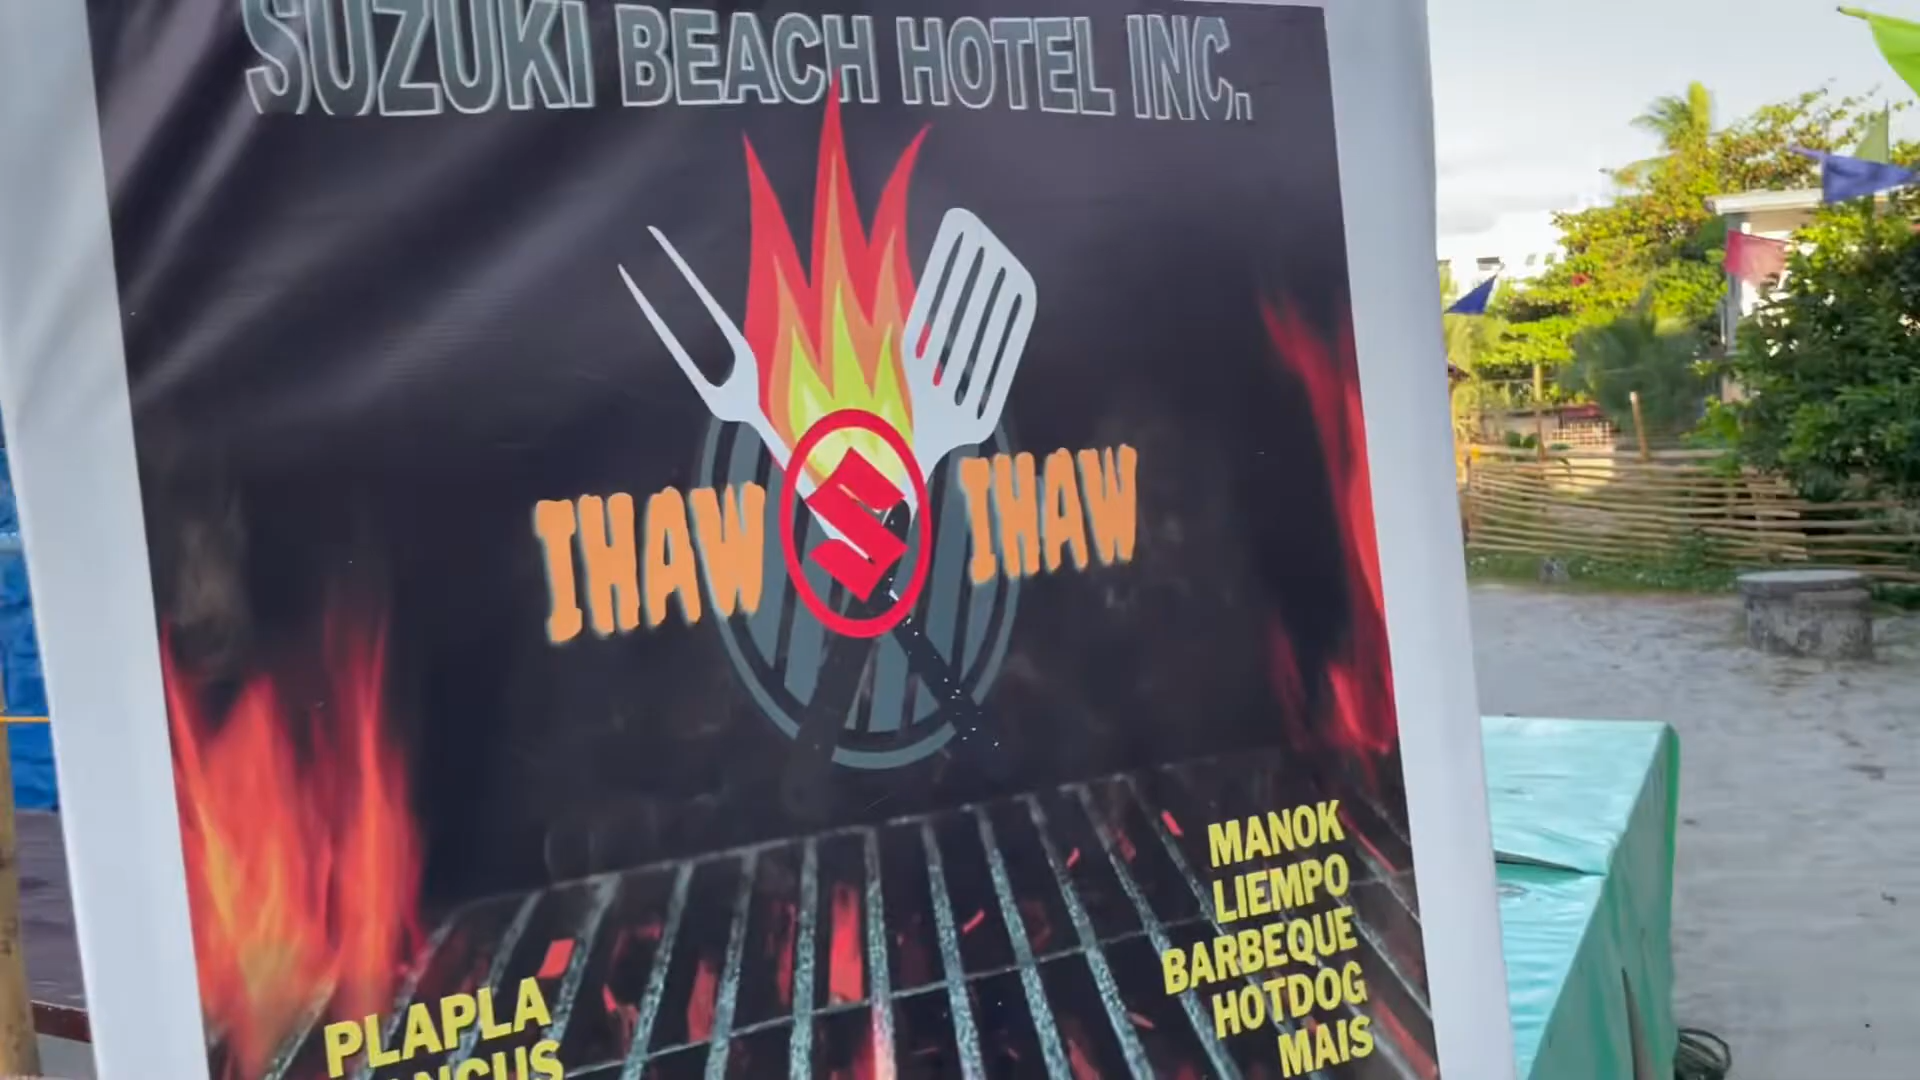 SUZUKI BEACH HOTEL INC.
IHAW IHAW
MANOK
LIEMPO
BARBEQUE
HOTDOG
MAIS
PLAPLA